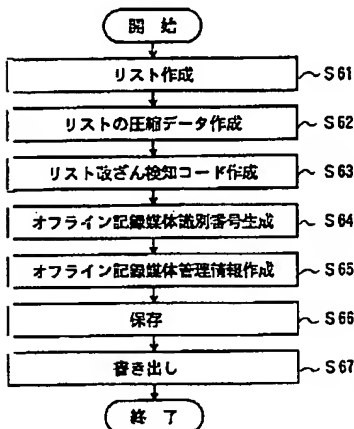 開始
リスト作成 S61
リストの圧縮データ作成 S62
リスト改ざん検知コード作成 S63
オフライン記録媒体識別番号生成 S64
オフライン記録媒体管理情報作成 S65
保存 S66
書き出し S67
終了